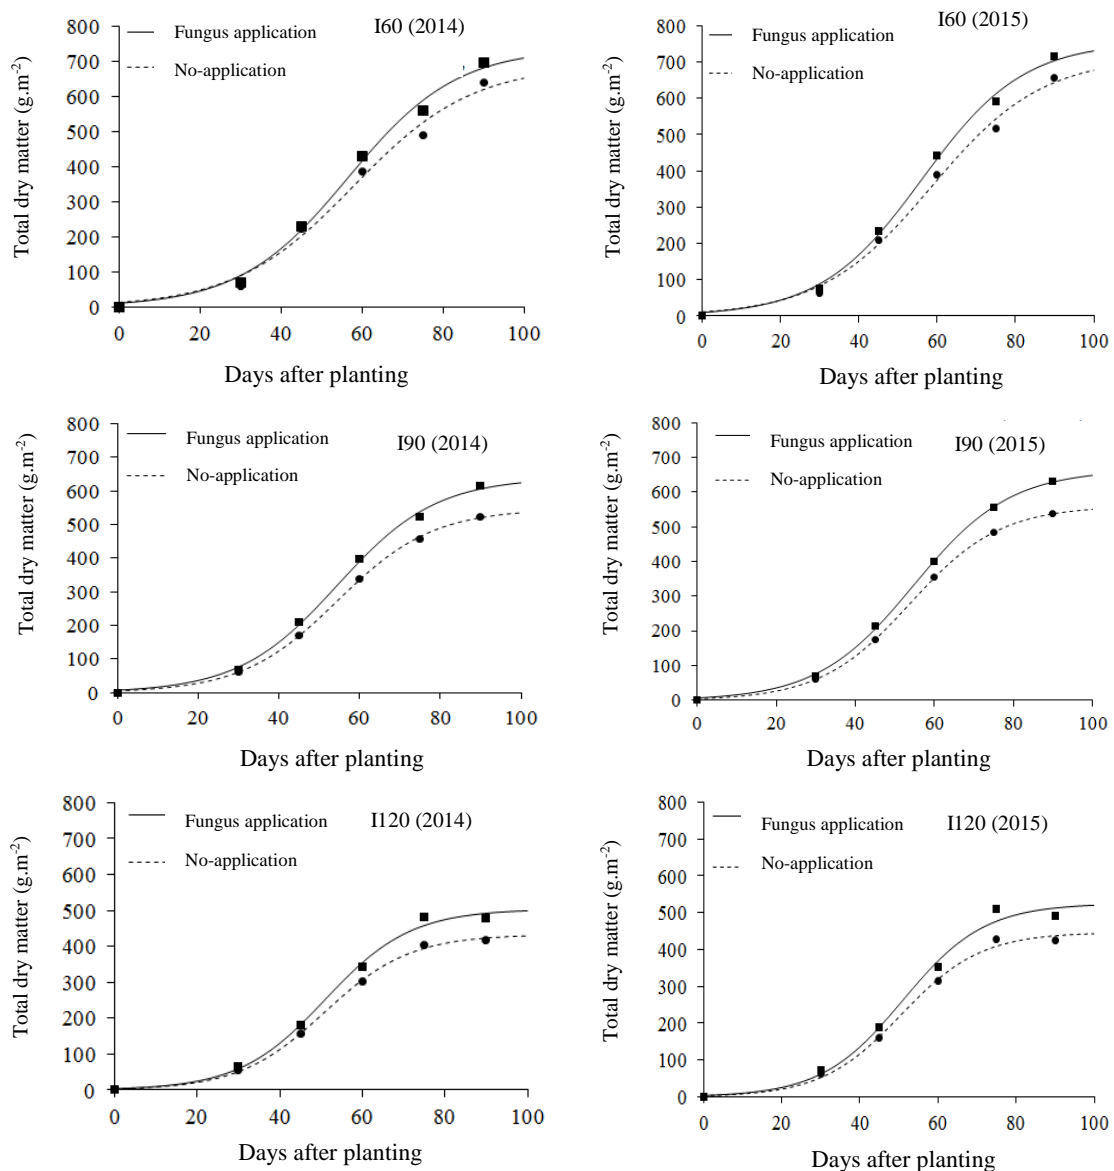 I60 (2014)
Fungus application
No-application
Total dry matter (g.m-2)
800
700
600
500
400
300
200
100
0
0 20 40 60 80 100
Days after planting
I60 (2015)
Fungus application
No-application
Total dry matter (g.m-2)
800
700
600
500
400
300
200
100
0
0 20 40 60 80 100
Days after planting
I90 (2014)
Fungus application
No-application
Total dry matter (g.m-2)
800
700
600
500
400
300
200
100
0
0 20 40 60 80 100
Days after planting
I90 (2015)
Fungus application
No-application
Total dry matter (g.m-2)
800
700
600
500
400
300
200
100
0
0 20 40 60 80 100
Days after planting
I120 (2014)
Fungus application
No-application
Total dry matter (g.m-2)
800
700
600
500
400
300
200
100
0
0 20 40 60 80 100
Days after planting
I120 (2015)
Fungus application
No-application
Total dry matter (g.m-2)
800
700
600
500
400
300
200
100
0
0 20 40 60 80 100
Days after planting